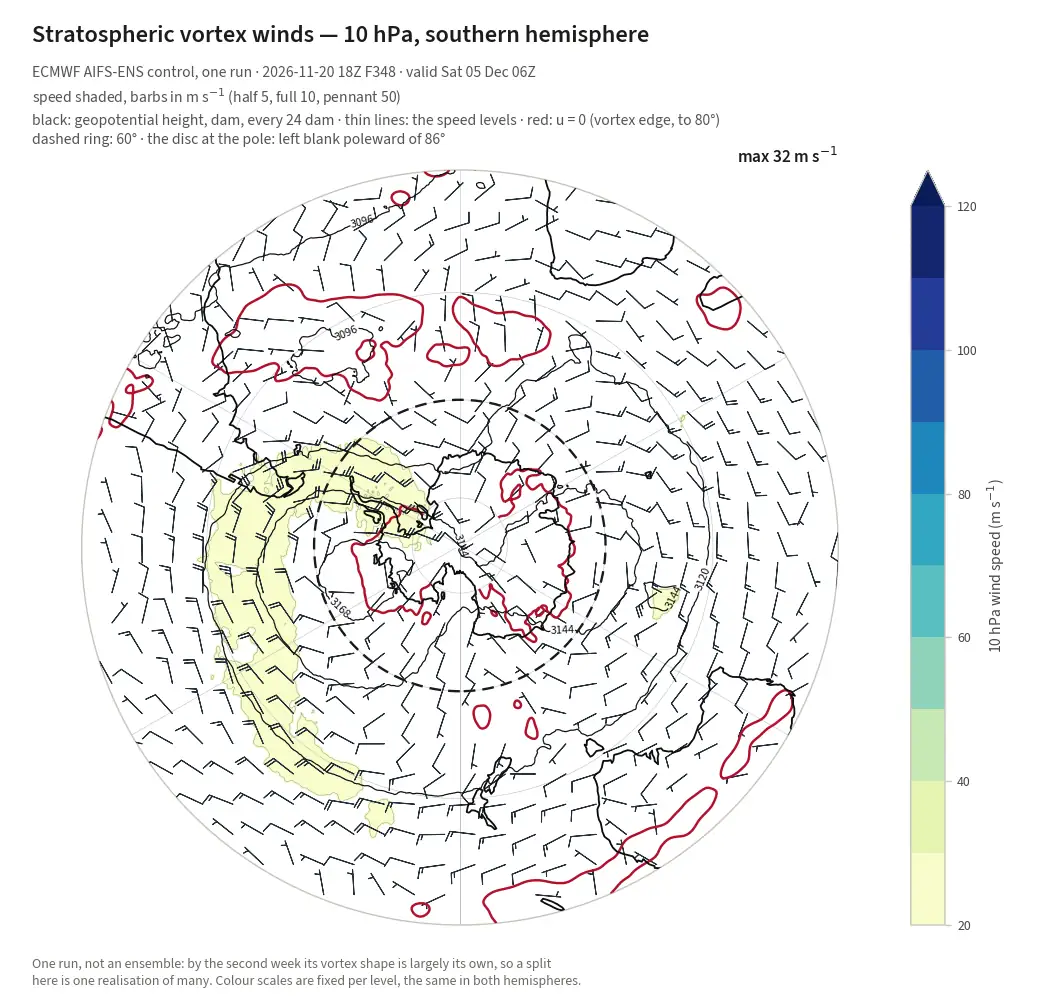 Stratospheric vortex winds — 10 hPa, southern hemisphere
ECMWF AIFS-ENS control, one run · 2026-11-20 18Z F348 · valid Sat 05 Dec 06Z
speed shaded, barbs in m s⁻¹ (half 5, full 10, pennant 50)
black: geopotential height, dam, every 24 dam · thin lines: the speed levels · red: u = 0 (vortex edge, to 80°)
dashed ring: 60° · the disc at the pole: left blank poleward of 86°
max 32 m s⁻¹
3096
3096
3120
3144
3168
3144
120
100
80
60
40
20
10 hPa wind speed (m s⁻¹)
One run, not an ensemble: by the second week its vortex shape is largely its own, so a split
here is one realisation of many. Colour scales are fixed per level, the same in both hemispheres.